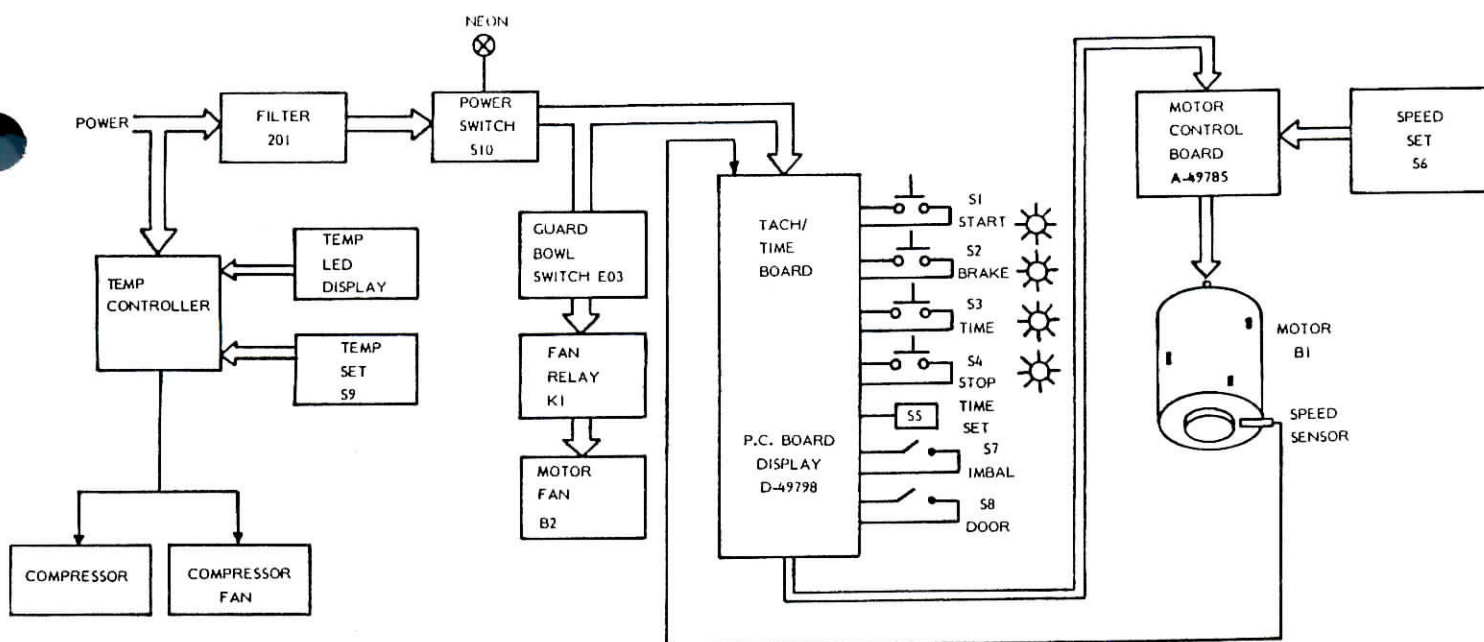 NEON
POWER
FILTER
201
POWER
SWITCH
S10
TEMP
CONTROLLER
TEMP
LED
DISPLAY
TEMP
SET
S9
COMPRESSOR
COMPRESSOR
FAN
GUARD
BOWL
SWITCH E03
FAN
RELAY
K1
MOTOR
FAN
B2
TACH/
TIME
BOARD
P.C. BOARD
DISPLAY
D-49798
S1
START
S2
BRAKE
S3
TIME
S4
STOP
S5
TIME
SET
S7
IMBAL
S8
DOOR
MOTOR
CONTROL
BOARD
A-49785
SPEED
SET
S6
MOTOR
B1
SPEED
SENSOR